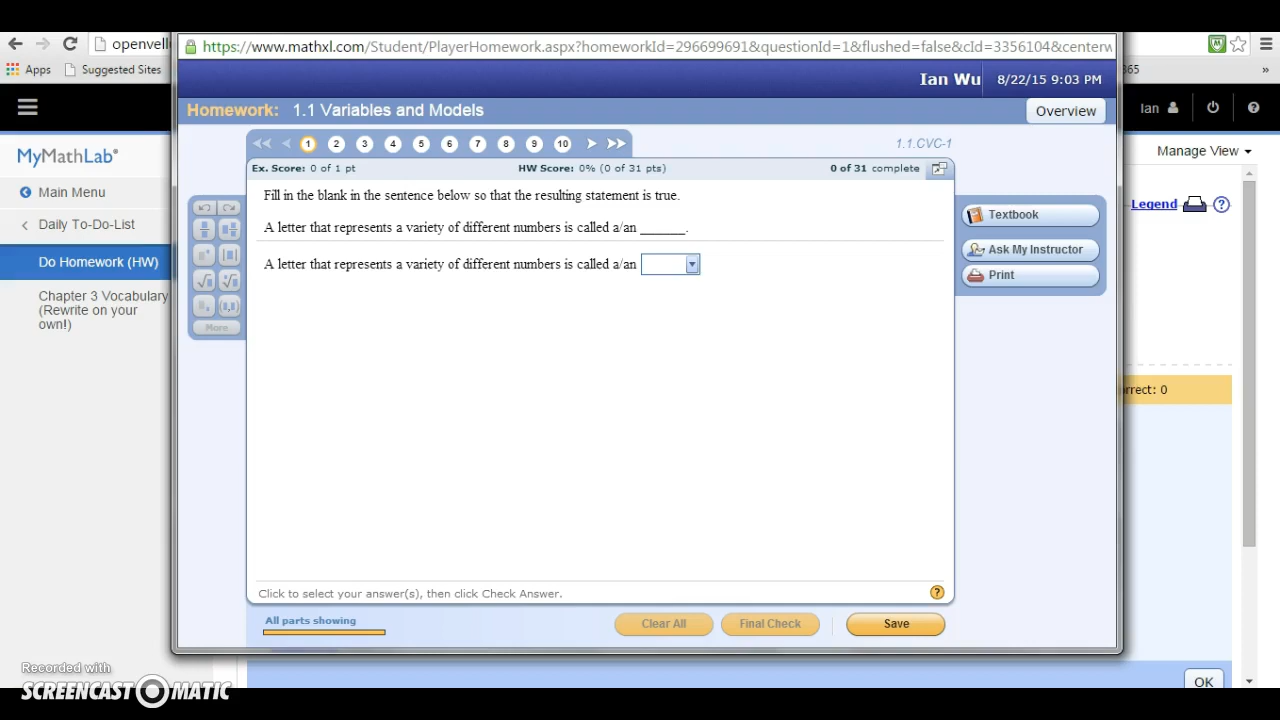 openvell
https://www.mathxl.com/Student/PlayerHomework.aspx?homeworkId=296699691&questionId=1&flushed=false&cId=3356104&centerw
Apps
Suggested Sites
365
»
Ian Wu
8/22/15 9:03 PM
Homework: 1.1 Variables and Models
Overview
Ian
1 2 3 4 5 6 7 8 9 10
1.1.CVC-1
MyMathLab®
Manage View
Ex. Score: 0 of 1 pt
HW Score: 0% (0 of 31 pts)
0 of 31 complete
Main Menu
Fill in the blank in the sentence below so that the resulting statement is true.
Legend
Textbook
Daily To-Do-List
A letter that represents a variety of different numbers is called a/an ______.
Ask My Instructor
Do Homework (HW)
A letter that represents a variety of different numbers is called a/an
Print
Chapter 3 Vocabulary
(Rewrite on your
own!)
More
rrect: 0
Click to select your answer(s), then click Check Answer.
All parts showing
Clear All
Final Check
Save
Recorded with
SCREENCAST MATIC
OK